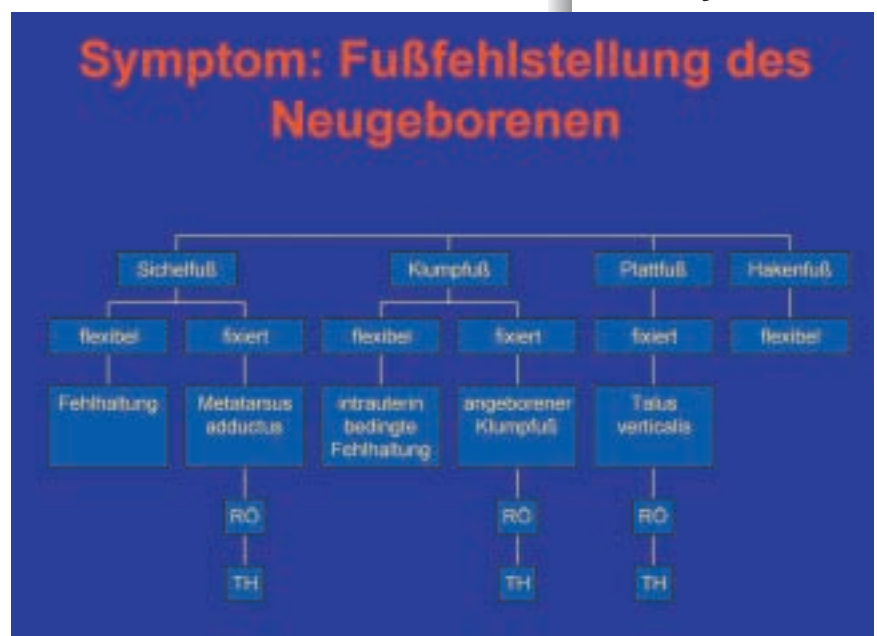 Symptom: Fußfehlstellung des
Neugeborenen
Sichelfuß
Klumpfuß
Plattfuß
Hakenfuß
flexibel
fixiert
flexibel
fixiert
fixiert
flexibel
Fehlhaltung
Metatarsus
adductus
intrauterin
bedingte
Fehlhaltung
angeborener
Klumpfuß
Talus
verticalis
RÖ
RÖ
RÖ
TH
TH
TH